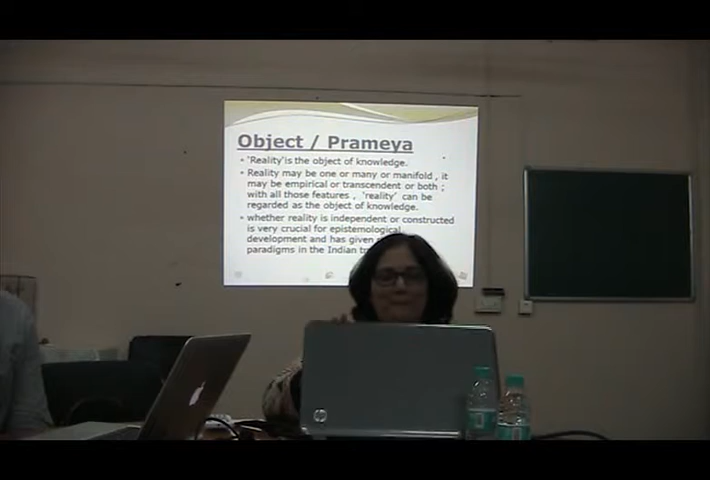 Object / Prameya
'Reality'is the object of knowledge.
Reality may be one or many or manifold , it
may be empirical or transcendent or both ;
with all those features , 'reality' can be
regarded as the object of knowledge.
whether reality is independent or constructed
is very crucial for epistemological
development and has given
paradigms in the Indian
hp